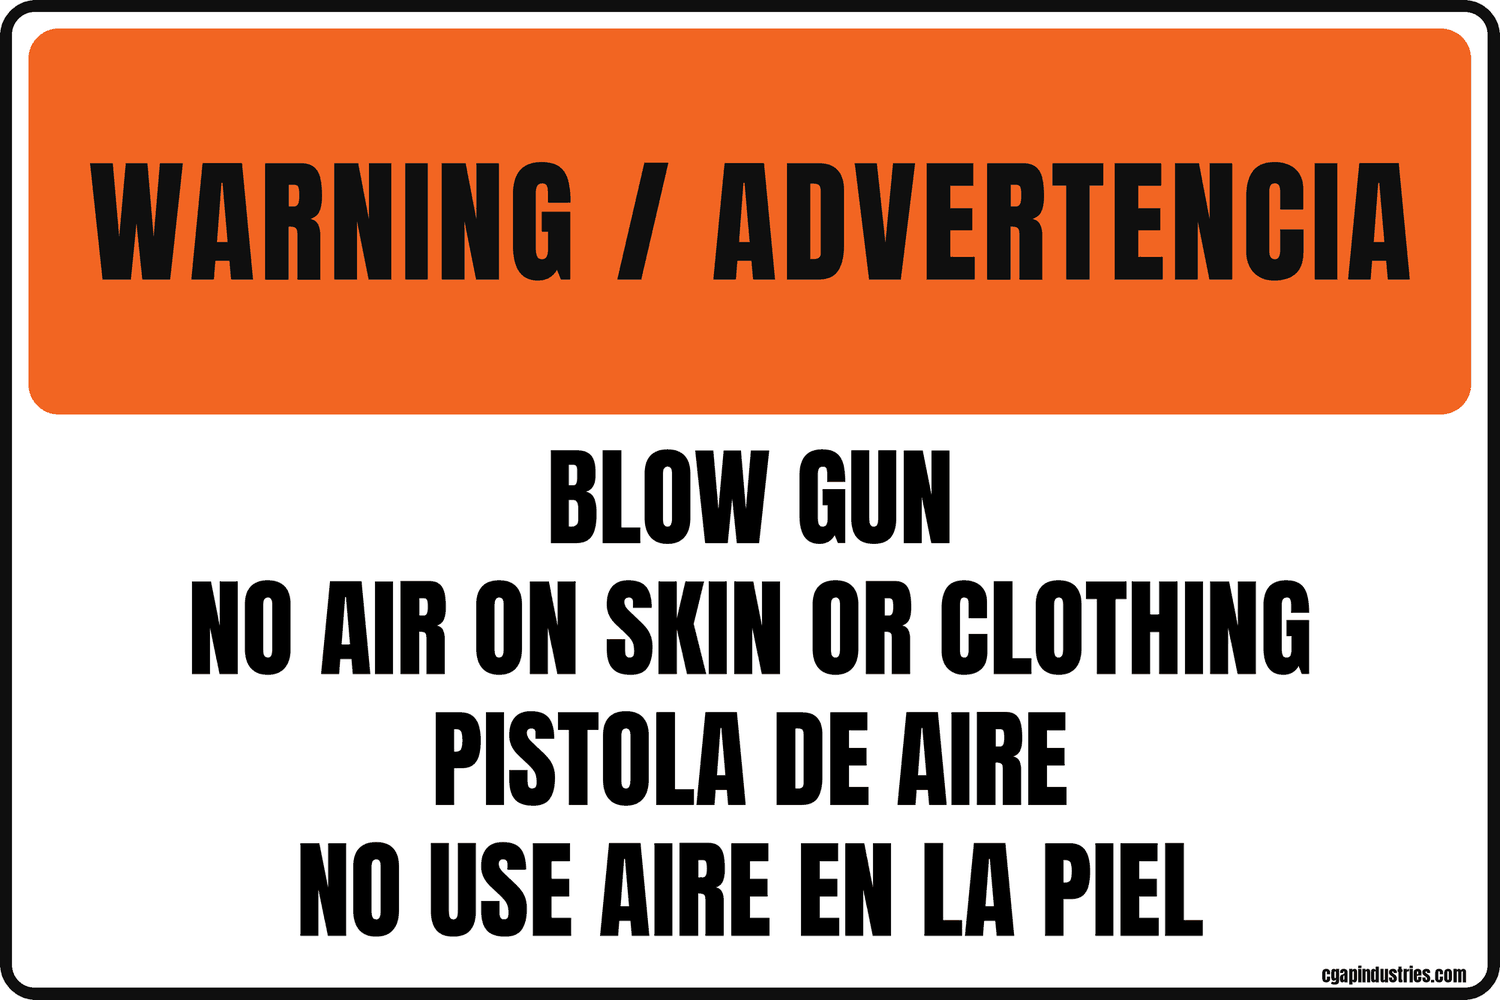 WARNING / ADVERTENCIA
BLOW GUN
NO AIR ON SKIN OR CLOTHING
PISTOLA DE AIRE
NO USE AIRE EN LA PIEL
cgapindustries.com